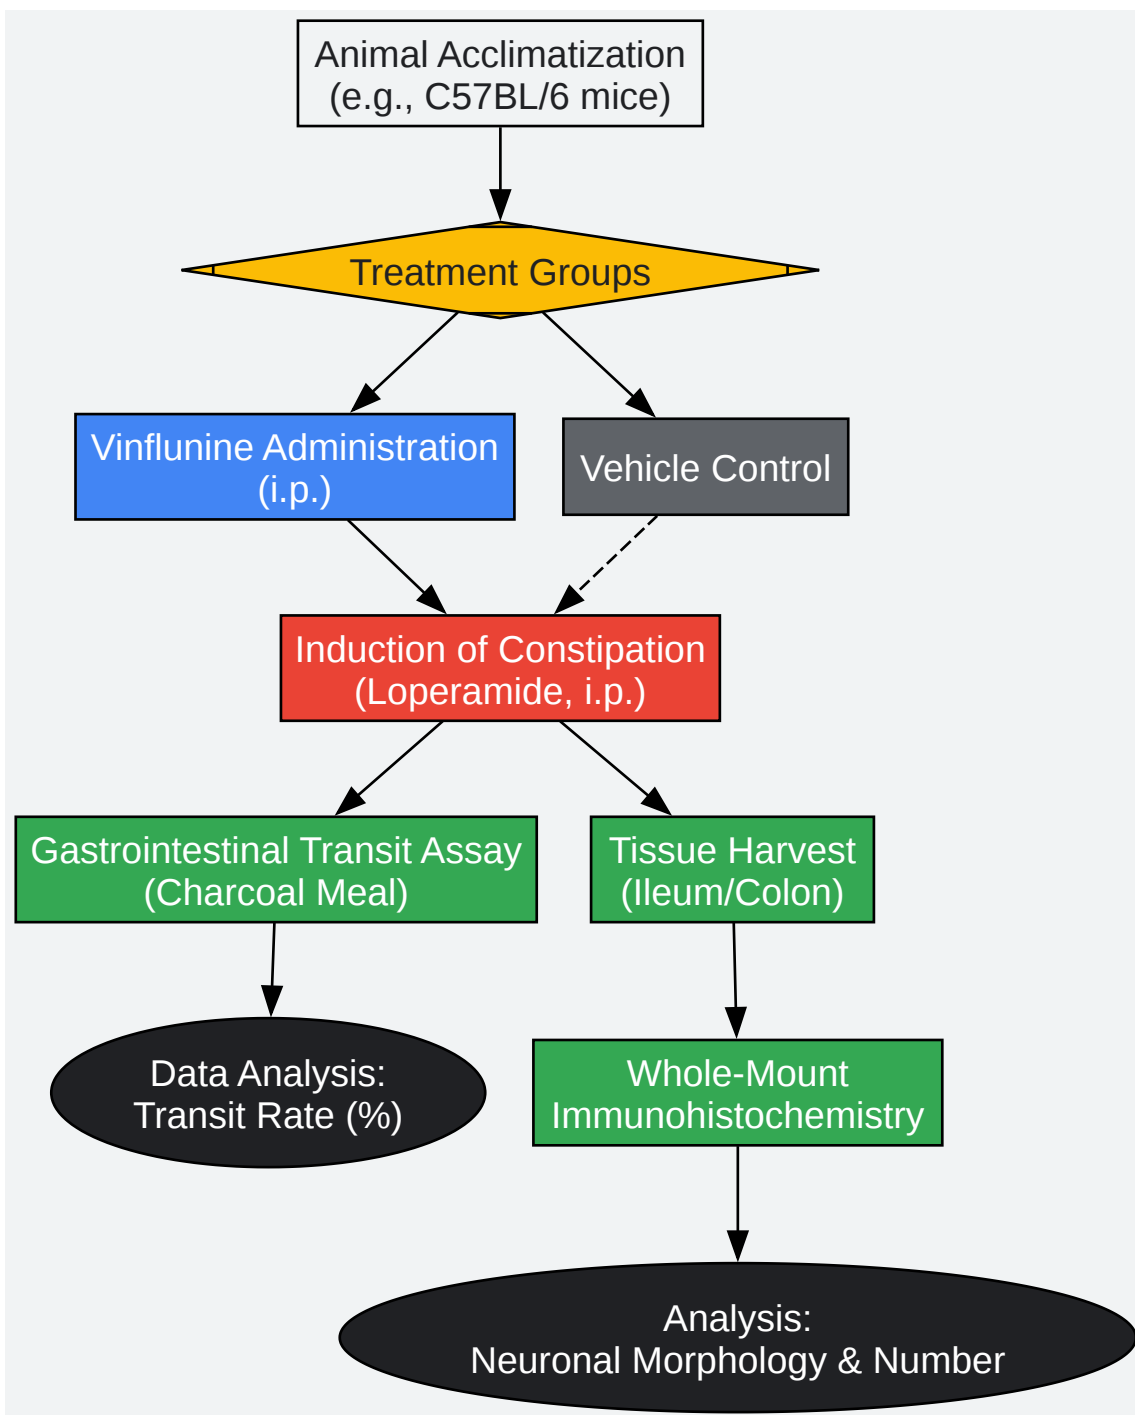 Animal Acclimatization
(e.g., C57BL/6 mice)
Treatment Groups
Vinflunine Administration
(i.p.)
Vehicle Control
Induction of Constipation
(Loperamide, i.p.)
Gastrointestinal Transit Assay
(Charcoal Meal)
Tissue Harvest
(Ileum/Colon)
Data Analysis:
Transit Rate (%)
Whole-Mount
Immunohistochemistry
Analysis:
Neuronal Morphology & Number